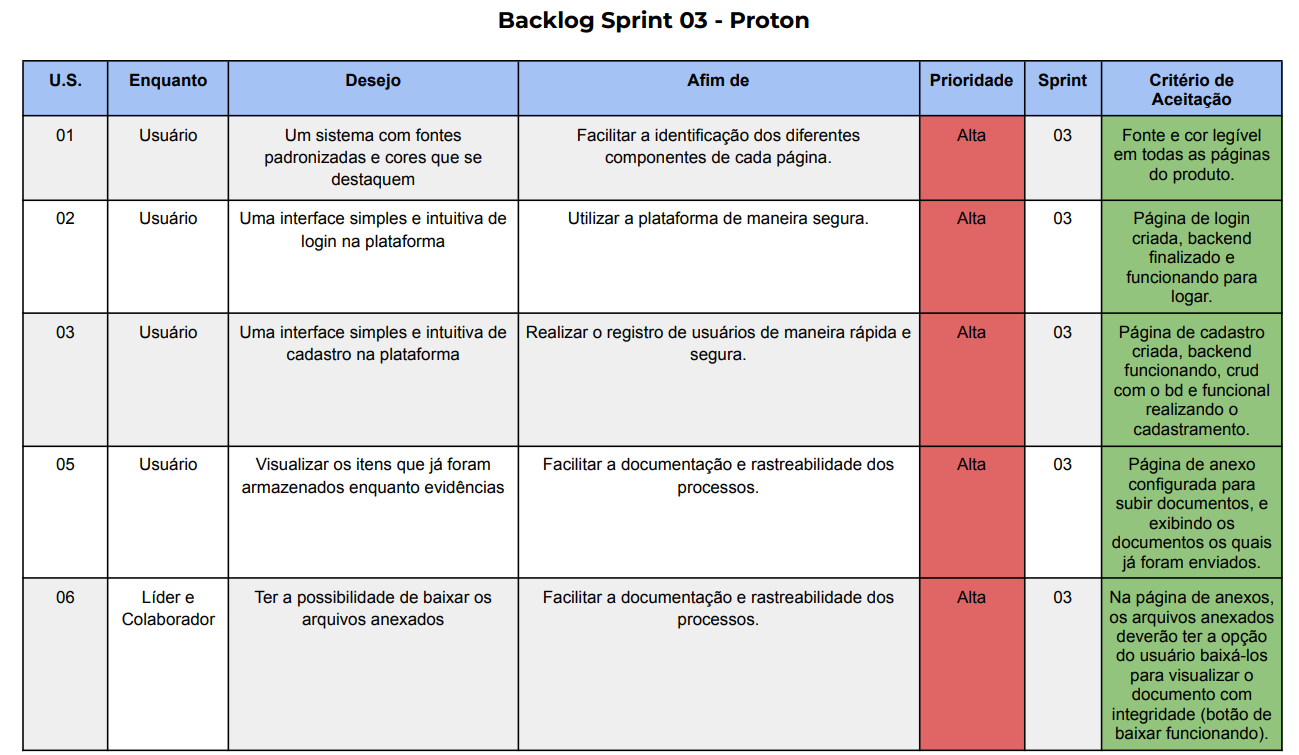 Backlog Sprint 03 - Proton
U.S. Enquanto Desejo Afim de Prioridade Sprint Critério de
Aceitação
01 Usuário Um sistema com fontes
padronizadas e cores que se
destaquem
Facilitar a identificação dos diferentes
componentes de cada página.
Alta 03 Fonte e cor legível
em todas as páginas
do produto.
02 Usuário Uma interface simples e intuitiva de
login na plataforma
Utilizar a plataforma de maneira segura.
Alta 03 Página de login
criada, backend
finalizado e
funcionando para
logar.
03 Usuário Uma interface simples e intuitiva de
cadastro na plataforma
Realizar o registro de usuários de maneira rápida e
segura.
Alta 03 Página de cadastro
criada, backend
funcionando, crud
com o bd e funcional
realizando o
cadastramento.
05 Usuário Visualizar os itens que já foram
armazenados enquanto evidências
Facilitar a documentação e rastreabilidade dos
processos.
Alta 03 Página de anexo
configurada para
subir documentos, e
exibindo os
documentos os quais
já foram enviados.
06 Líder e
Colaborador
Ter a possibilidade de baixar os
arquivos anexados
Facilitar a documentação e rastreabilidade dos
processos.
Alta 03 Na página de anexos,
os arquivos anexados
deverão ter a opção
do usuário baixá-los
para visualizar o
documento com
integridade (botão de
baixar funcionando).